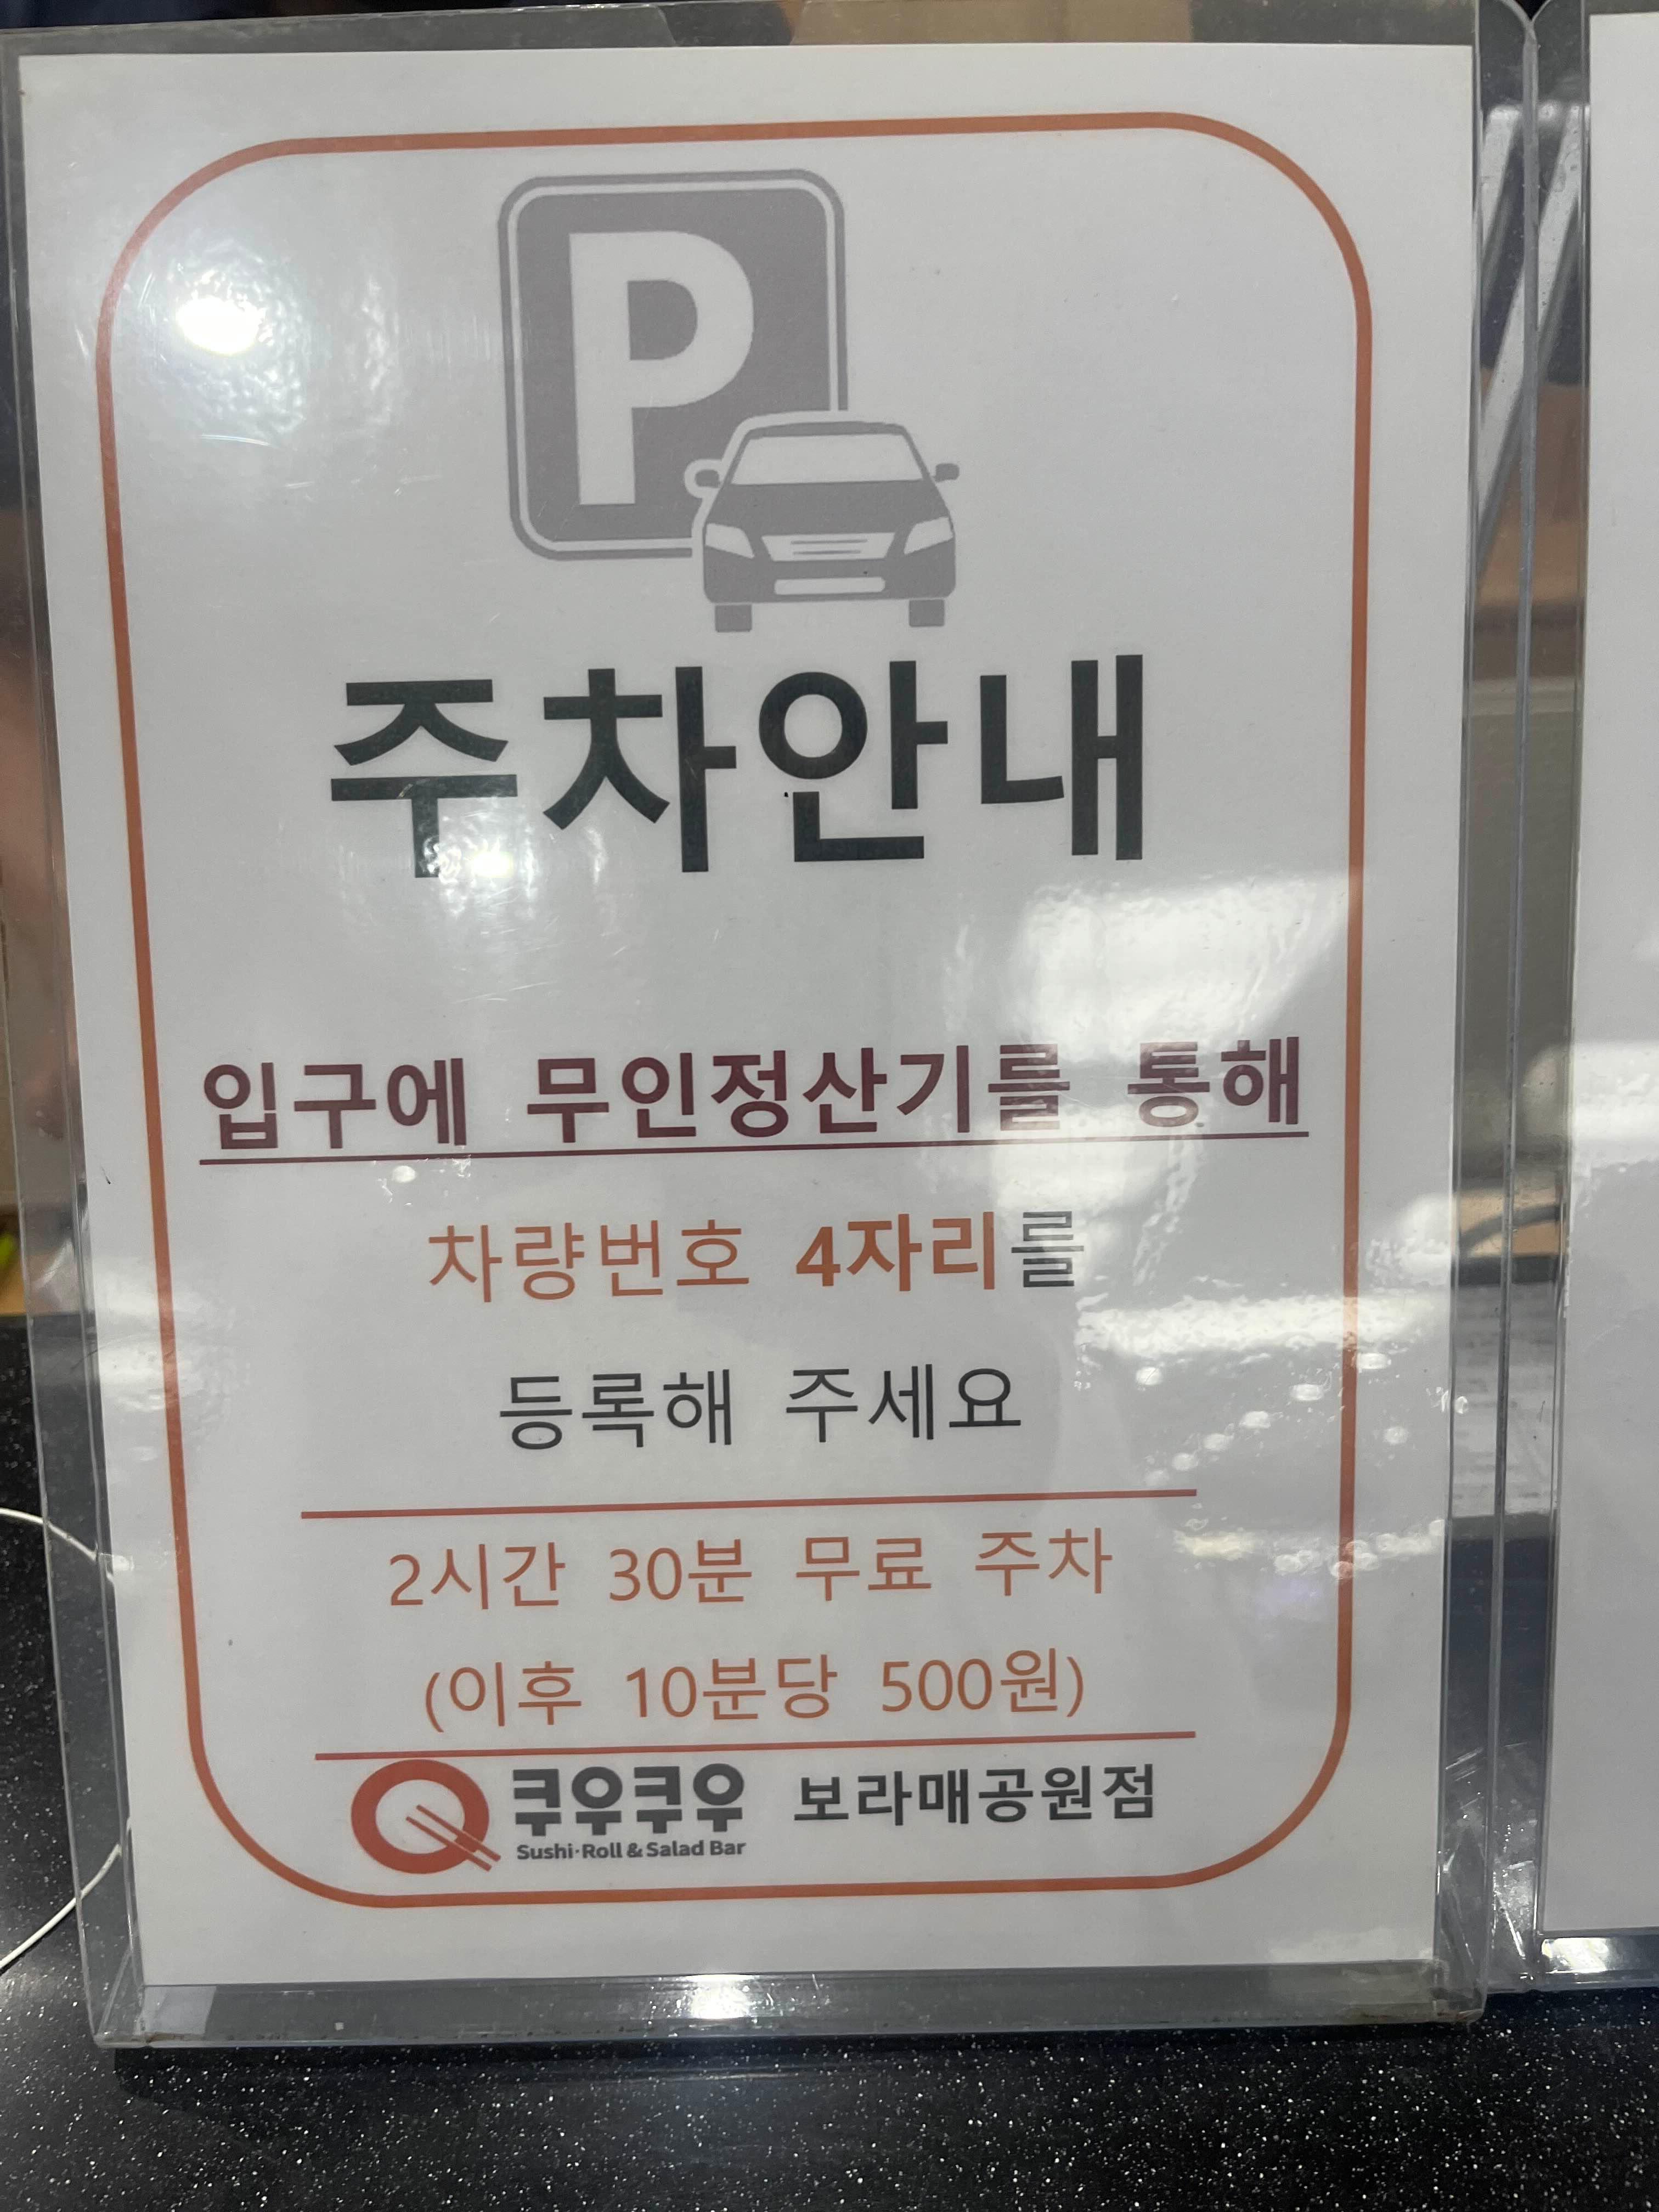 P
주차안내
입구에 무인정산기를 통해
차량번호 4자리를
등록해 주세요
2시간 30분 무료 주차
(이후 10분당 500원)
쿠우쿠우 보라매공원점
Sushi·Roll & Salad Bar